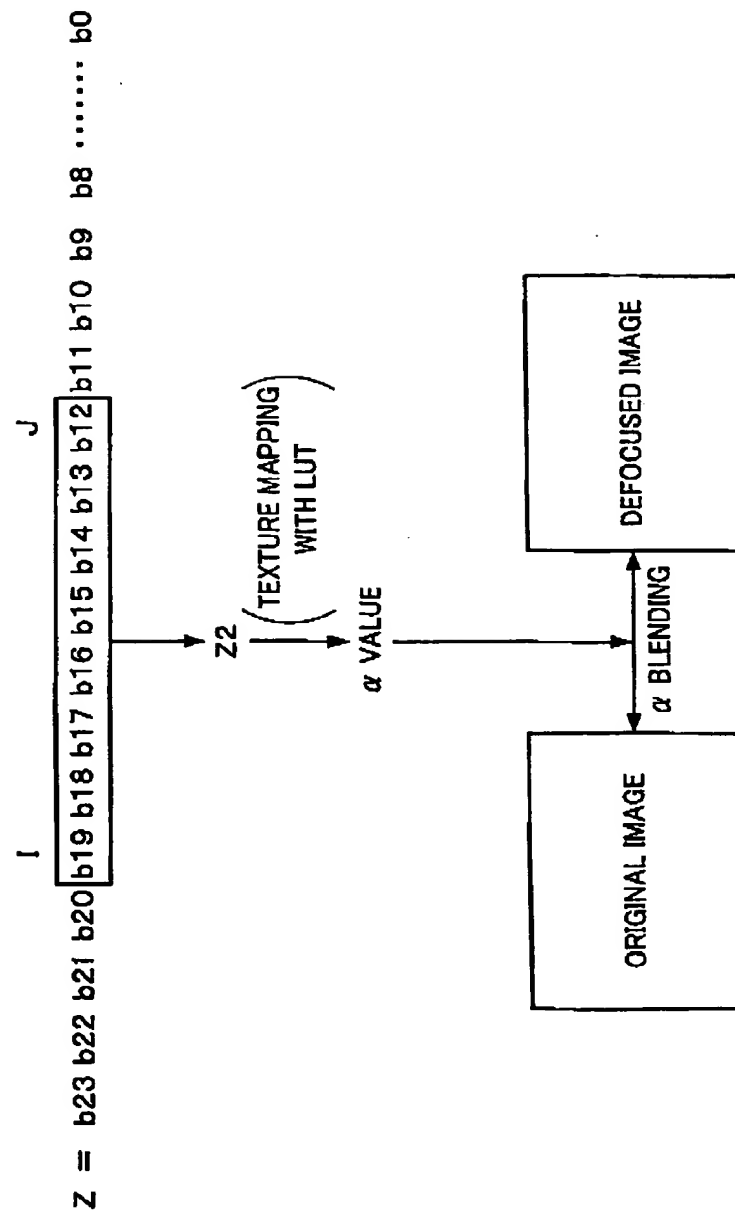 I J
Z = b23 b22 b21 b20 b19 b18 b17 b16 b15 b14 b13 b12 b11 b10 b9 b8 ······· b0
Z2
(TEXTURE MAPPING
WITH LUT)
α VALUE
ORIGINAL IMAGE
α BLENDING
DEFOCUSED IMAGE